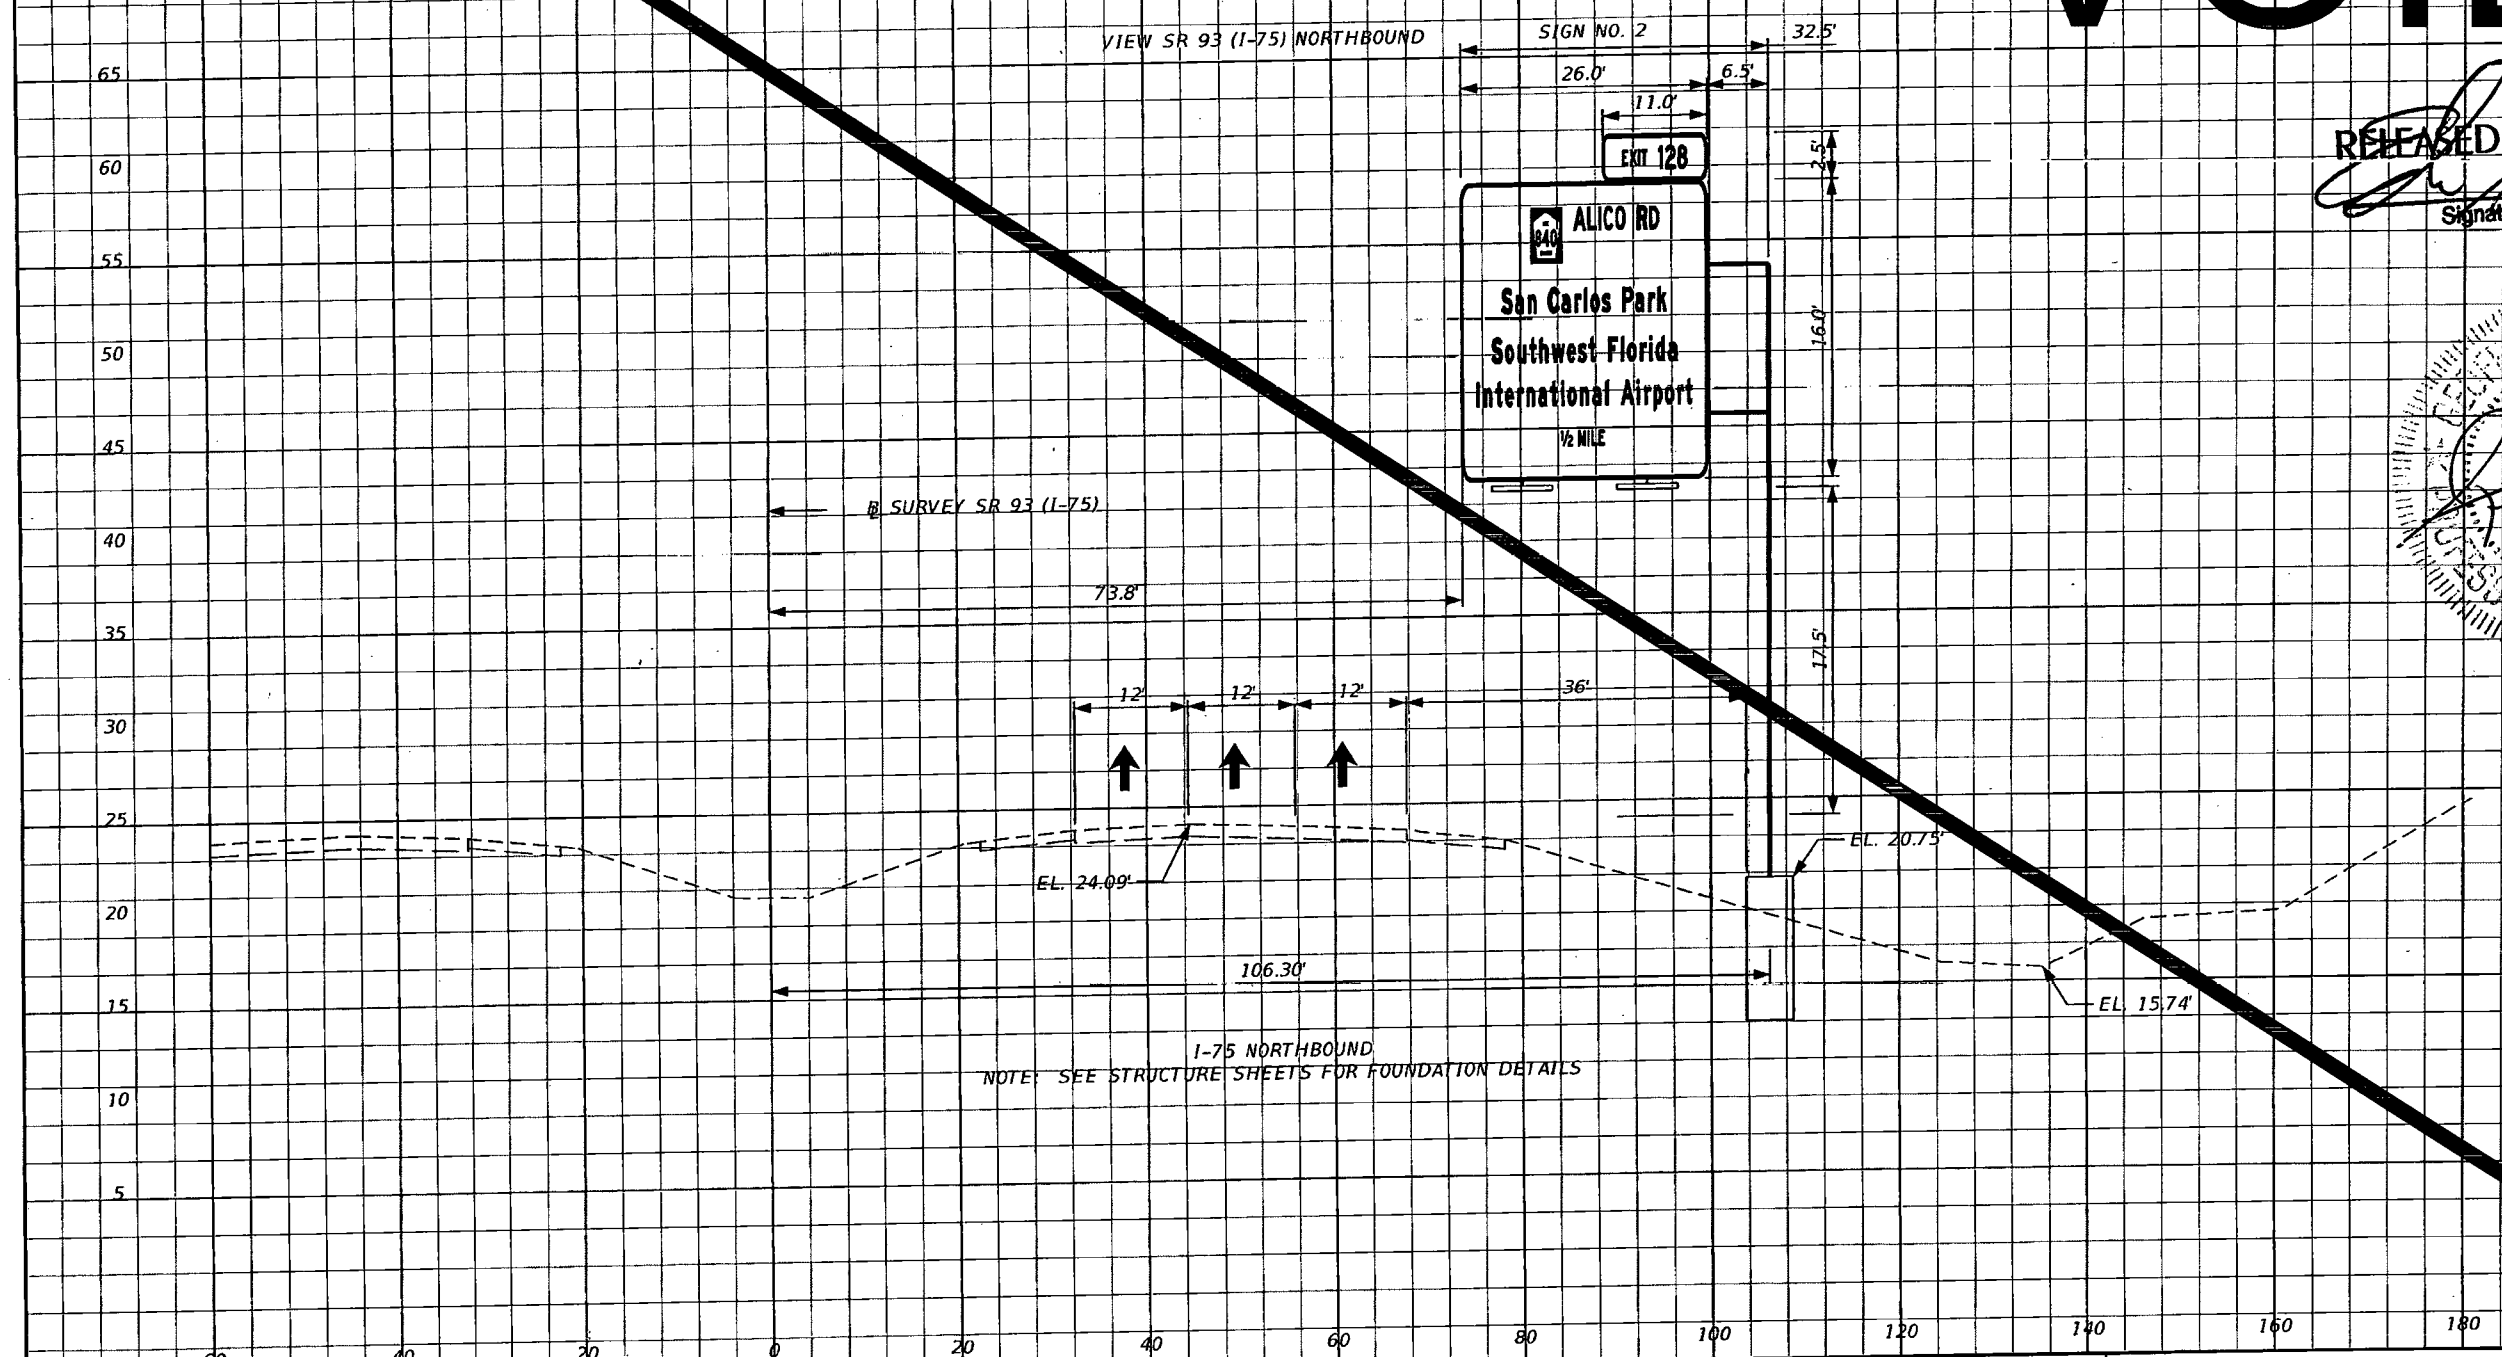 VIEW SR 93 (I-75) NORTHBOUND
SIGN NO. 2
32.5'
26.0'
6.5'
11.0'
2.5'
EXIT 128
RELEASED
ALICO RD
840
San Carlos Park
Southwest Florida
International Airport
½ MILE
16.0'
17.5'
65
60
55
50
45
40
35
30
25
20
15
10
5
BL SURVEY SR 93 (I-75)
73.8'
12'
12'
12'
36'
EL. 24.09'
EL. 20.75'
106.30'
EL. 15.74'
I-75 NORTHBOUND
NOTE: SEE STRUCTURE SHEETS FOR FOUNDATION DETAILS
60 40 20 0 20 40 60 80 100 120 140 160 180